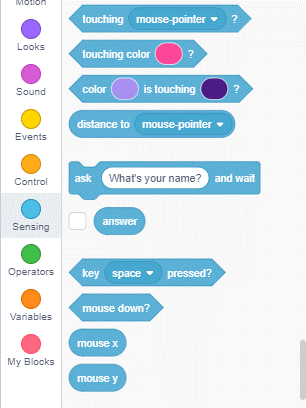 Motion
Looks
Sound
Events
Control
Sensing
Operators
Variables
My Blocks
touching mouse-pointer ?
touching color ?
color is touching ?
distance to mouse-pointer
ask What's your name? and wait
answer
key space pressed?
mouse down?
mouse x
mouse y